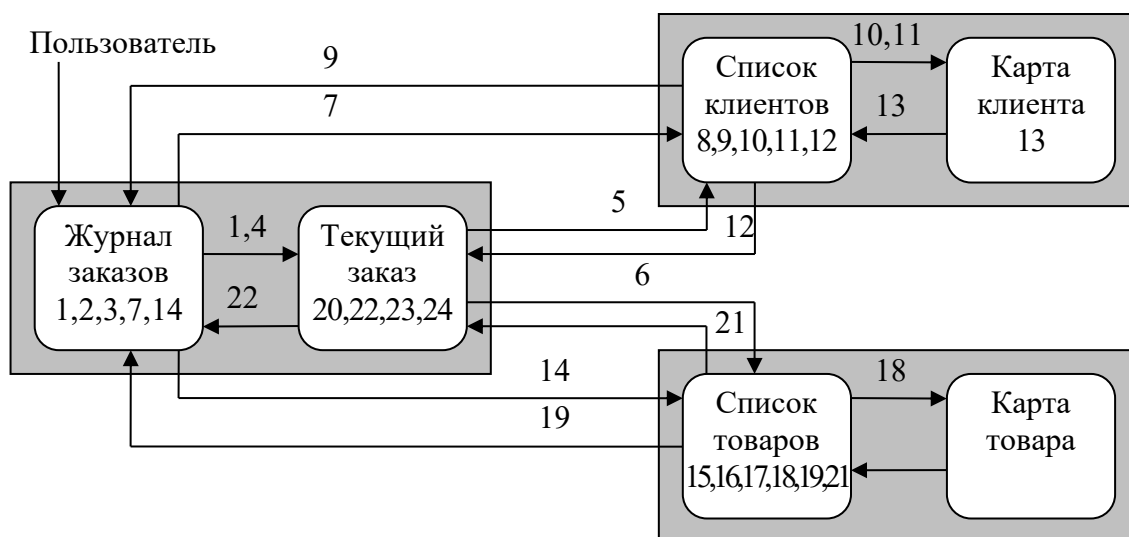 Пользователь
9
7
Список
клиентов
8,9,10,11,12
10,11
13
Карта
клиента
13
Журнал
заказов
1,2,3,7,14
1,4
22
Текущий
заказ
20,22,23,24
5
12
6
21
14
19
Список
товаров
15,16,17,18,19,21
18
Карта
товара